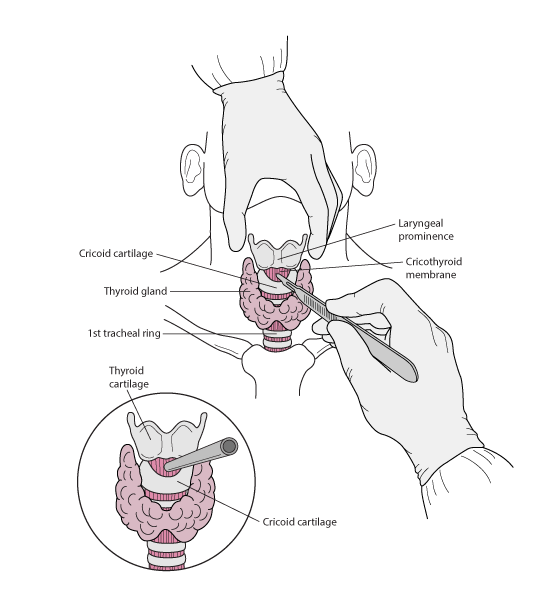 Laryngeal
prominence
Cricoid cartilage
Cricothyroid
membrane
Thyroid gland
1st tracheal ring
Thyroid
cartilage
Cricoid cartilage